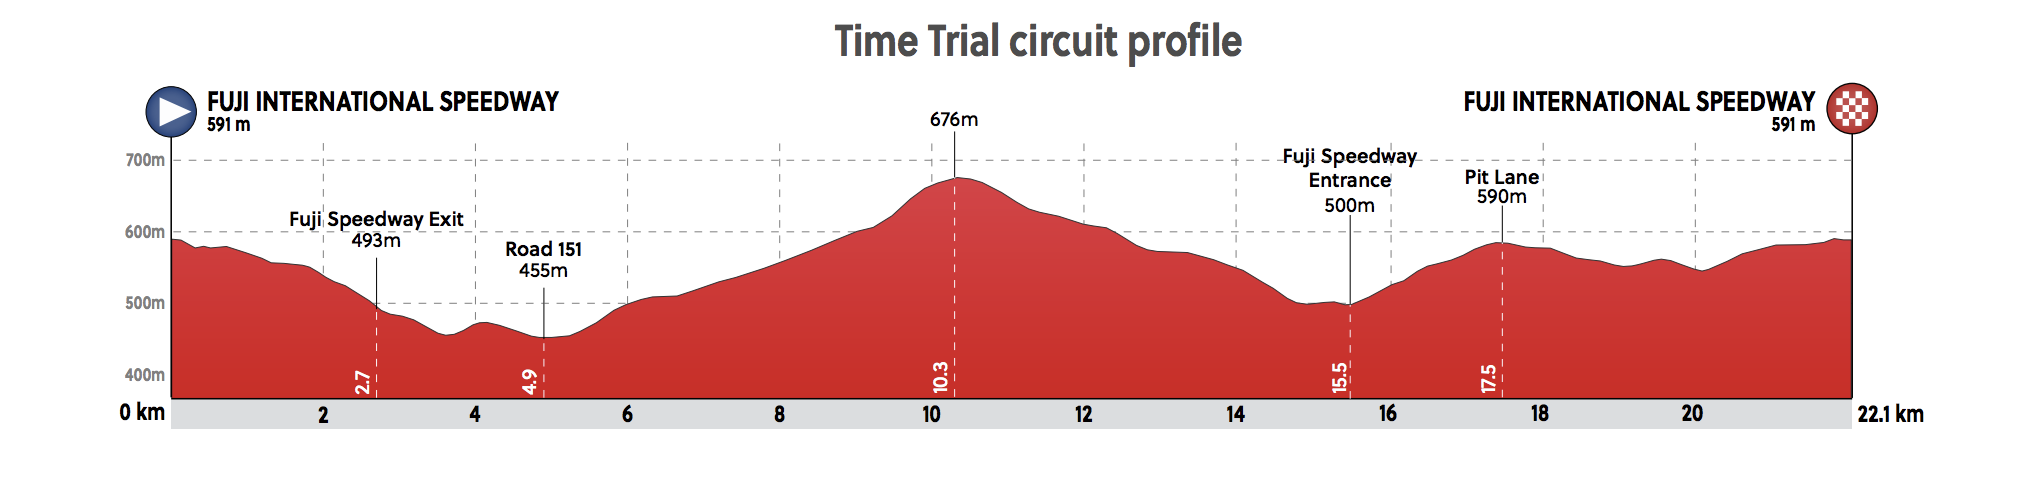 Time Trial circuit profile
FUJI INTERNATIONAL SPEEDWAY
591 m
FUJI INTERNATIONAL SPEEDWAY
591 m
676m
700m
600m
500m
400m
Fuji Speedway Exit
493m
Road 151
455m
Fuji Speedway
Entrance
500m
Pit Lane
590m
2.7
4.9
10.3
15.5
17.5
0 km 2 4 6 8 10 12 14 16 18 20 22.1 km